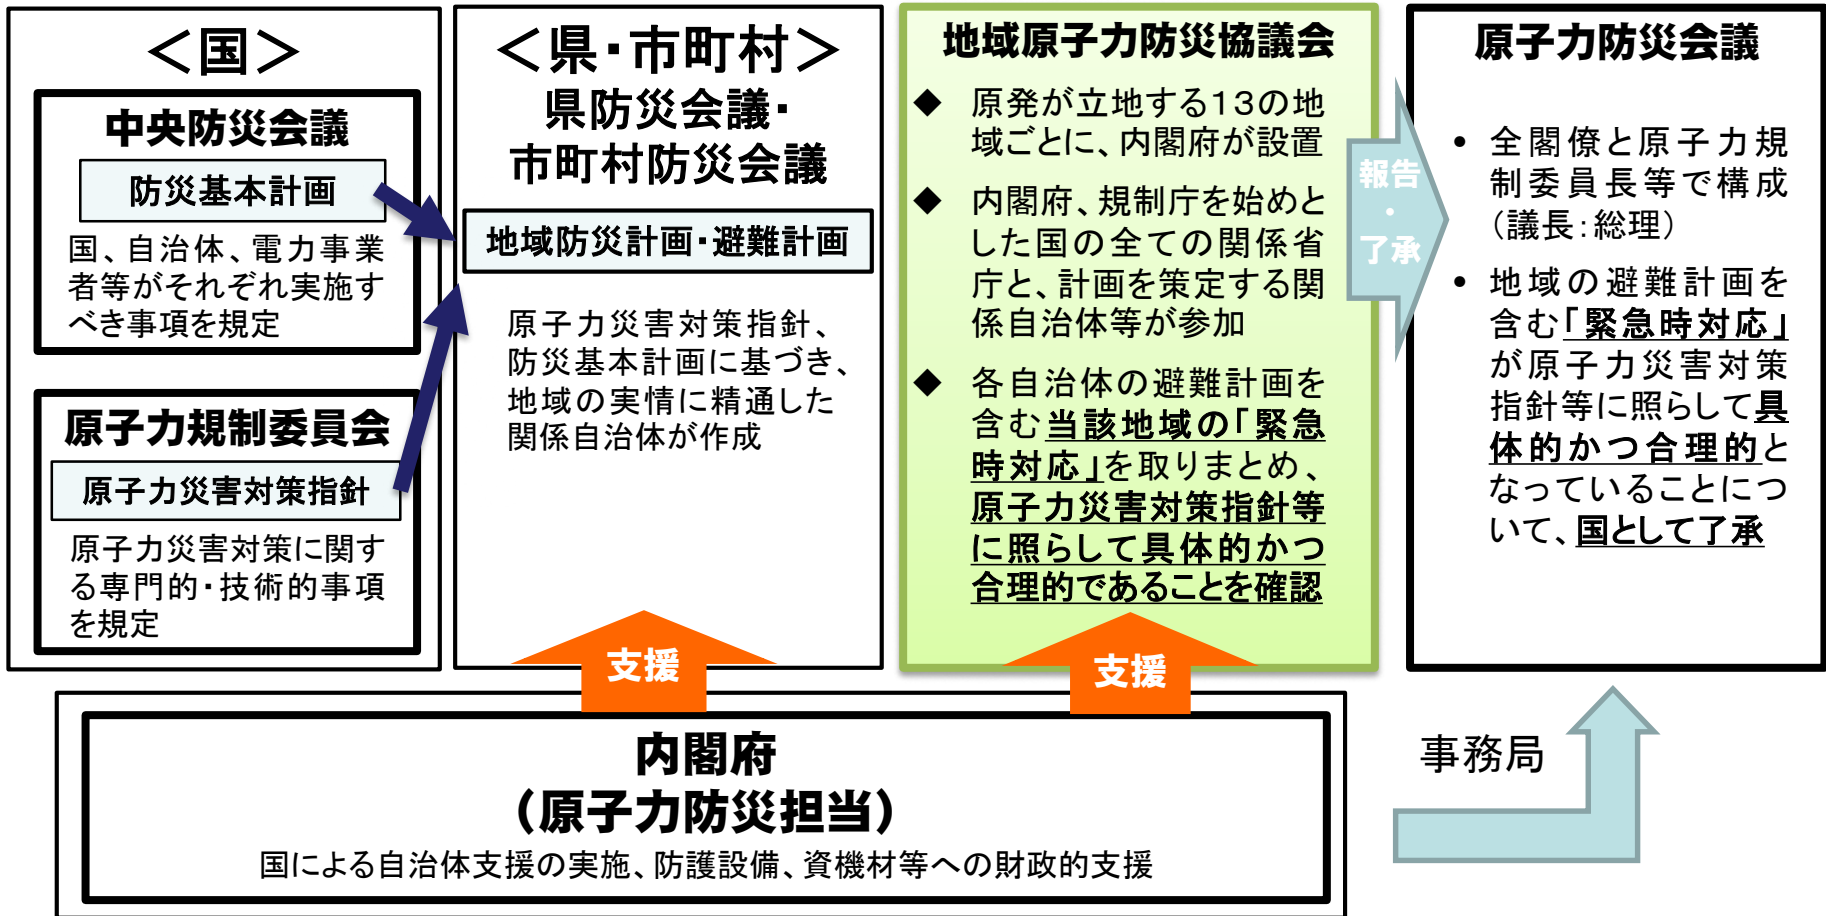 ＜国＞
中央防災会議
防災基本計画
国、自治体、電力事業
者等がそれぞれ実施す
べき事項を規定
原子力規制委員会
原子力災害対策指針
原子力災害対策に関す
る専門的・技術的事項
を規定
＜県・市町村＞
県防災会議・
市町村防災会議
地域防災計画・避難計画
原子力災害対策指針、
防災基本計画に基づき、
地域の実情に精通した
関係自治体が作成
支援
地域原子力防災協議会
◆ 原発が立地する13の地
域ごとに、内閣府が設置
◆ 内閣府、規制庁を始めと
した国の全ての関係省
庁と、計画を策定する関
係自治体等が参加
◆ 各自治体の避難計画を
含む当該地域の「緊急
時対応」を取りまとめ、
原子力災害対策指針等
に照らして具体的かつ
合理的であることを確認
支援
報告
・
了承
原子力防災会議
• 全閣僚と原子力規
制委員長等で構成
（議長：総理）
• 地域の避難計画を
含む「緊急時対応」
が原子力災害対策
指針等に照らして具
体的かつ合理的と
なっていることにつ
いて、国として了承
内閣府
（原子力防災担当）
国による自治体支援の実施、防護設備、資機材等への財政的支援
事務局